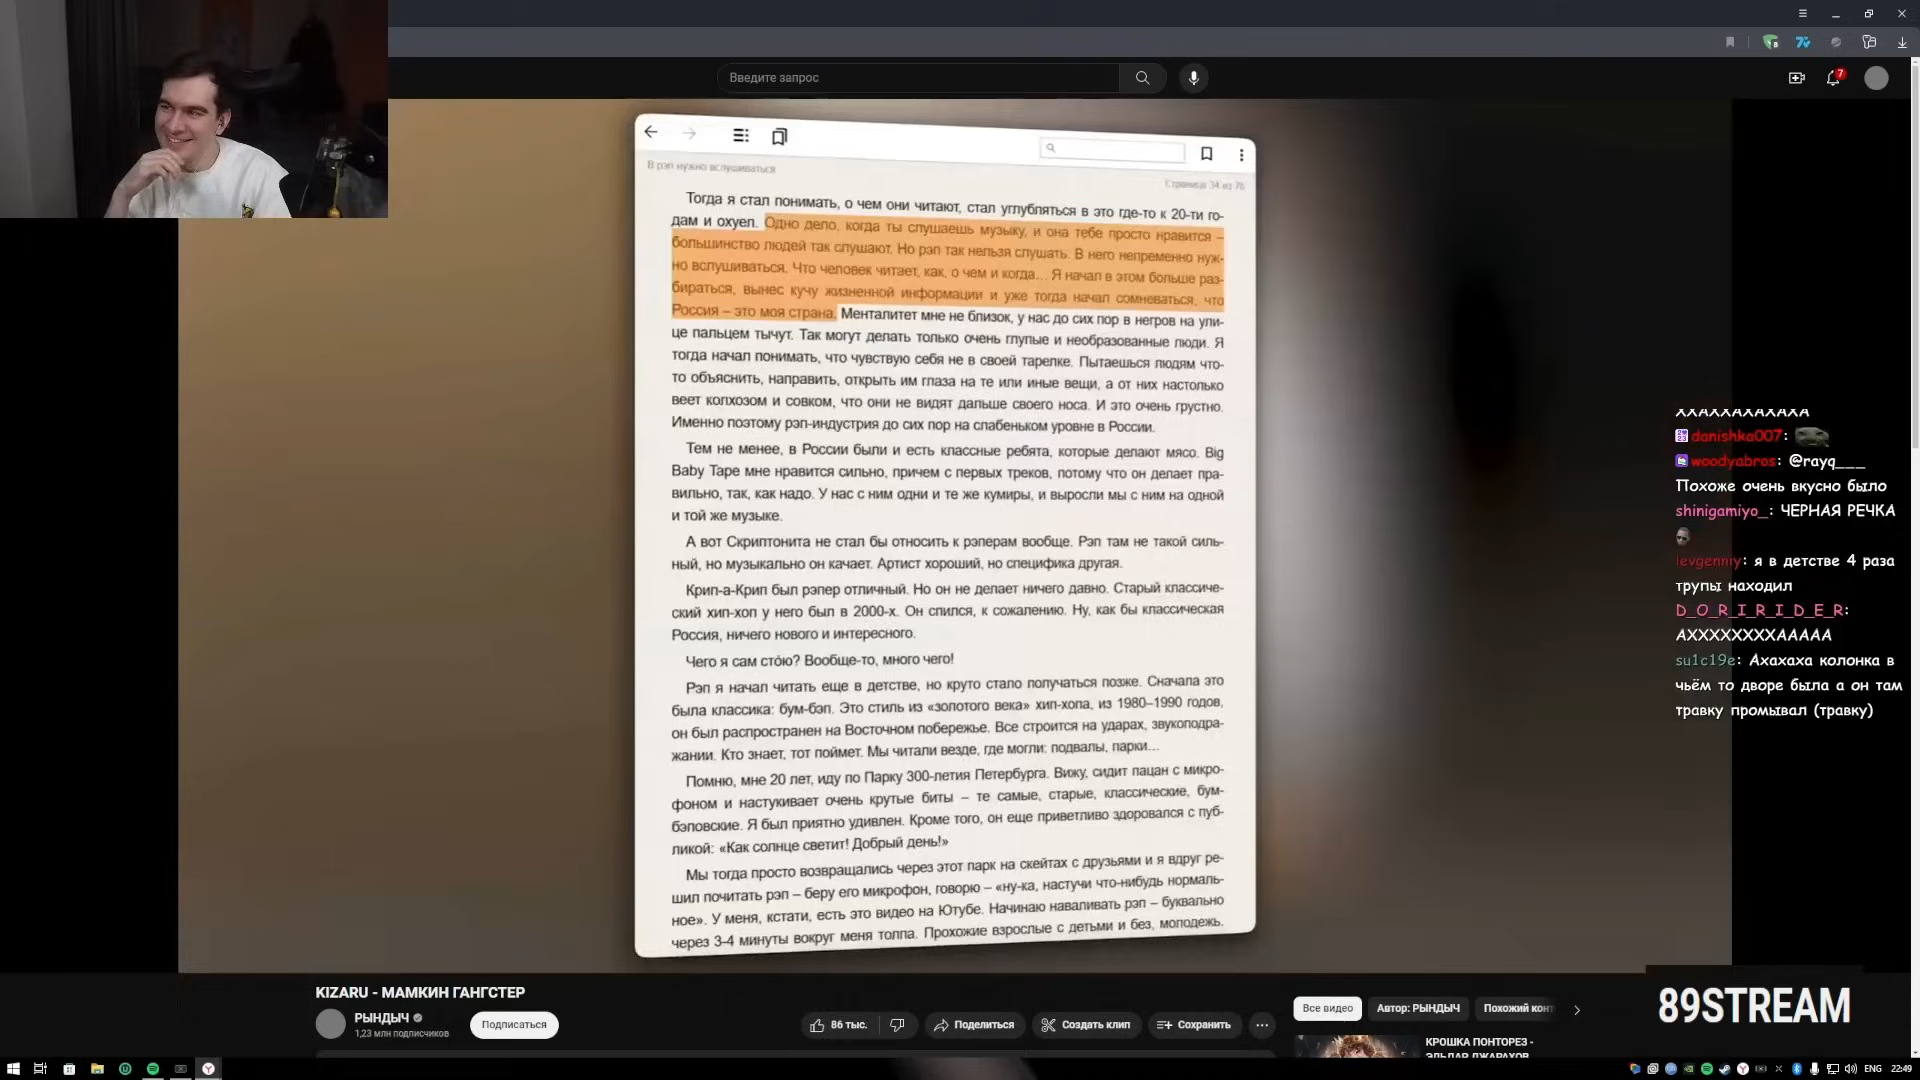 Введите запрос
7
В рэп нужно вслушиваться
Страница 34 из 76
Тогда я стал понимать, о чем они читают, стал углубляться в это где-то к 20-ти го-
дам и охуел. Одно дело, когда ты слушаешь музыку, и она тебе просто нравится –
большинство людей так слушают. Но рэп так нельзя слушать. В него непременно нуж-
но вслушиваться. Что человек читает, как, о чем и когда... Я начал в этом больше раз-
бираться, вынес кучу жизненной информации и уже тогда начал сомневаться, что
Россия – это моя страна. Менталитет мне не близок, у нас до сих пор в негров на ули-
це пальцем тычут. Так могут делать только очень глупые и необразованные люди. Я
тогда начал понимать, что чувствую себя не в своей тарелке. Пытаешься людям что-
то объяснить, направить, открыть им глаза на те или иные вещи, а от них настолько
веет колхозом и совком, что они не видят дальше своего носа. И это очень грустно.
Именно поэтому рэп-индустрия до сих пор на слабеньком уровне в России.
Тем не менее, в России были и есть классные ребята, которые делают мясо. Big
Baby Tape мне нравится сильно, причем с первых треков, потому что он делает пра-
вильно, так, как надо. У нас с ним одни и те же кумиры, и выросли мы с ним на одной
и той же музыке.
А вот Скриптонита не стал бы относить к рэперам вообще. Рэп там не такой силь-
ный, но музыкально он качает. Артист хороший, но специфика другая.
Крип-а-Крип был рэпер отличный. Но он не делает ничего давно. Старый классиче-
ский хип-хоп у него был в 2000-х. Он спился, к сожалению. Ну, как бы классическая
Россия, ничего нового и интересного.
Чего я сам стóю? Вообще-то, много чего!
Рэп я начал читать еще в детстве, но круто стало получаться позже. Сначала это
была классика: бум-бэп. Это стиль из «золотого века» хип-хопа, из 1980–1990 годов,
он был распространен на Восточном побережье. Все строится на ударах, звукоподра-
жании. Кто знает, тот поймет. Мы читали везде, где могли: подвалы, парки...
Помню, мне 20 лет, иду по Парку 300-летия Петербурга. Вижу, сидит пацан с микро-
фоном и настукивает очень крутые биты – те самые, старые, классические, бум-
бэповские. Я был приятно удивлен. Кроме того, он еще приветливо здоровался с пуб-
ликой: «Как солнце светит! Добрый день!»
Мы тогда просто возвращались через этот парк на скейтах с друзьями и я вдруг ре-
шил почитать рэп – беру его микрофон, говорю – «ну-ка, настучи что-нибудь нормаль-
ное». У меня, кстати, есть это видео на Ютубе. Начинаю наваливать рэп – буквально
через 3-4 минуты вокруг меня толпа. Прохожие взрослые с детьми и без, молодежь.
ХХАХХАХАХАХА
danishka007:
woodyabros: @rayq___
Похоже очень вкусно было
shinigamiyo_: ЧЕРНАЯ РЕЧКА
levgenniy: я в детстве 4 раза
трупы находил
D_O_R_I_R_I_D_E_R:
АХХХХХХХХААААА
su1c19e: Ахахаха колонка в
чьём то дворе была а он там
травку промывал (травку)
KIZARU - МАМКИН ГАНГСТЕР
РЫНДЫЧ
1,23 млн подписчиков
Подписаться
86 тыс.
Поделиться
Создать клип
Сохранить
Все видео
Автор: РЫНДЫЧ
Похожий конт
КРОШКА ПОНТОРЕЗ -
ЭЛЬДАР ДЖАРАХОВ
89STREAM
ENG
22:49